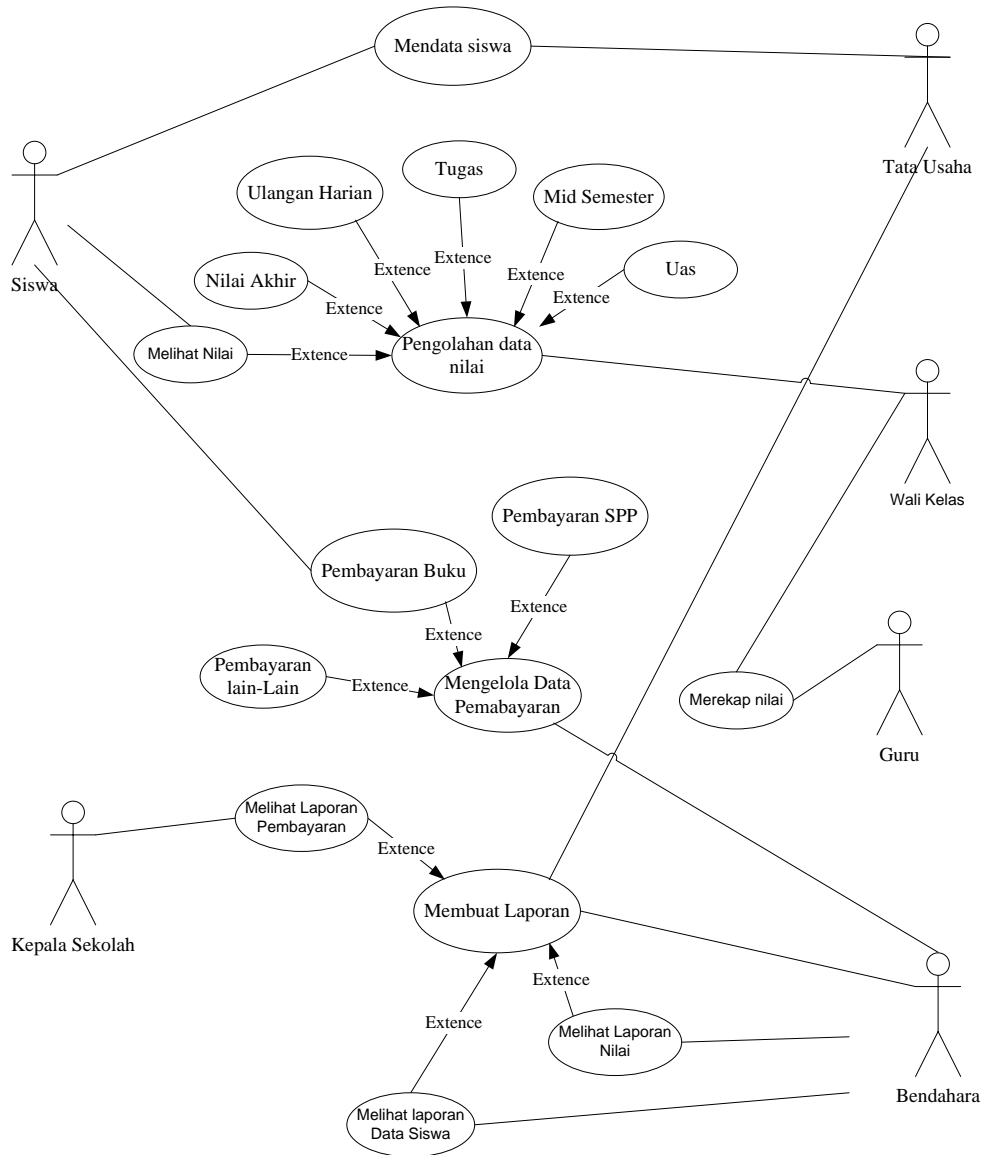 Mendata siswa
Tata Usaha
Siswa
Ulangan Harian
Tugas
Mid Semester
Nilai Akhir
Uas
Extence
Extence
Extence
Extence
Extence
Melihat Nilai
Extence
Pengolahan data
nilai
Wali Kelas
Pembayaran SPP
Pembayaran Buku
Extence
Extence
Pembayaran
lain-Lain
Extence
Mengelola Data
Pemabayaran
Merekap nilai
Guru
Melihat Laporan
Pembayaran
Extence
Kepala Sekolah
Membuat Laporan
Extence
Extence
Melihat Laporan
Nilai
Bendahara
Melihat laporan
Data Siswa